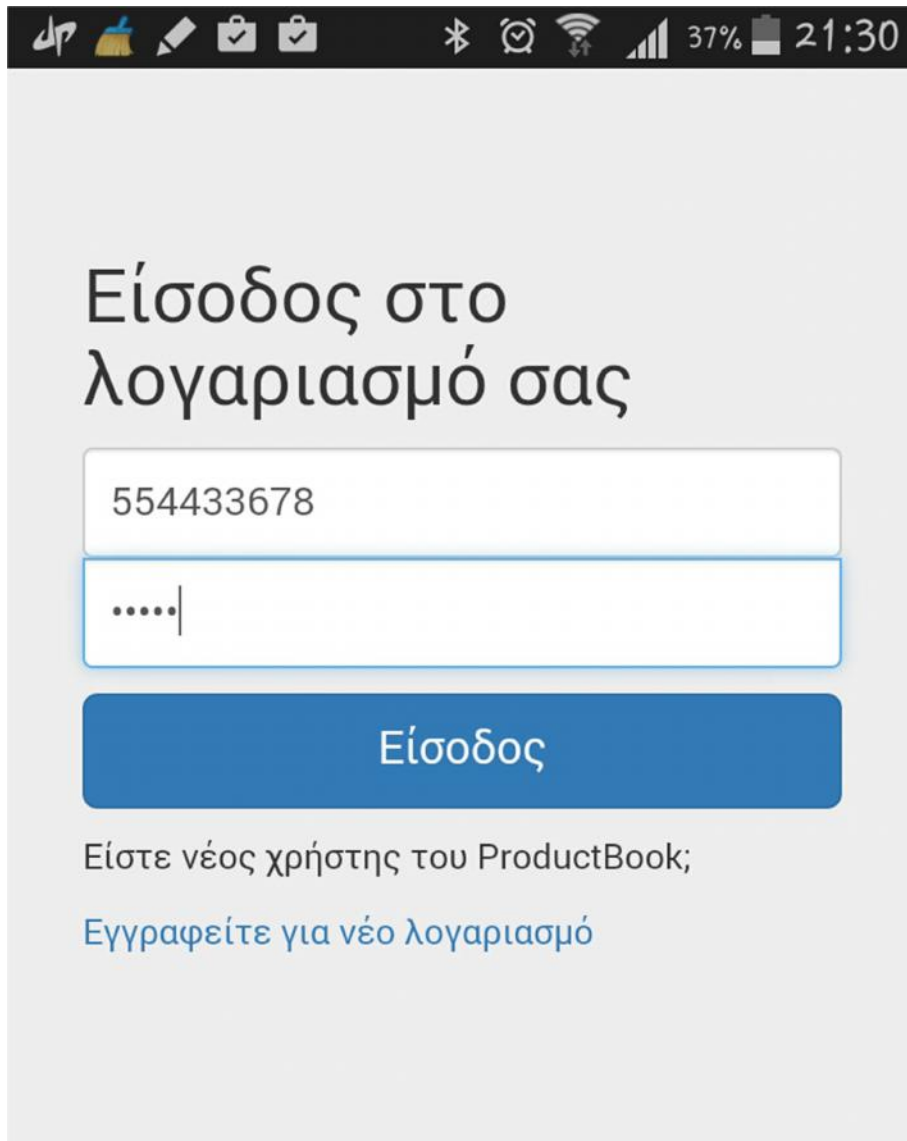 37% 21:30
Είσοδος στο
λογαριασμό σας
554433678
•••••
Είσοδος
Είστε νέος χρήστης του ProductBook;
Εγγραφείτε για νέο λογαριασμό